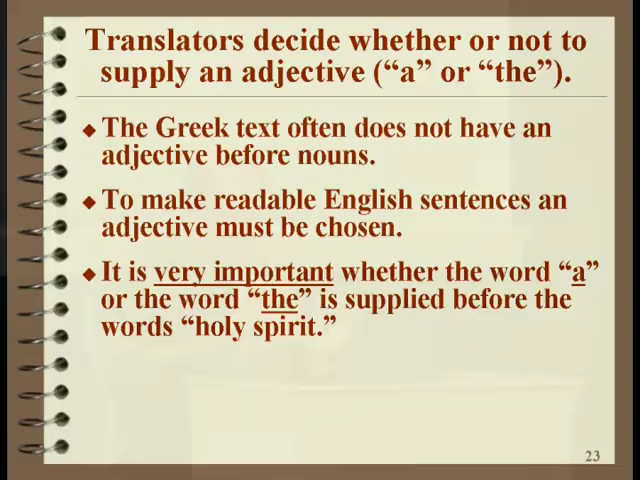 Translators decide whether or not to
supply an adjective (“a” or “the”).
◆ The Greek text often does not have an
adjective before nouns.
◆ To make readable English sentences an
adjective must be chosen.
◆ It is very important whether the word “a”
or the word “the” is supplied before the
words “holy spirit.”
23